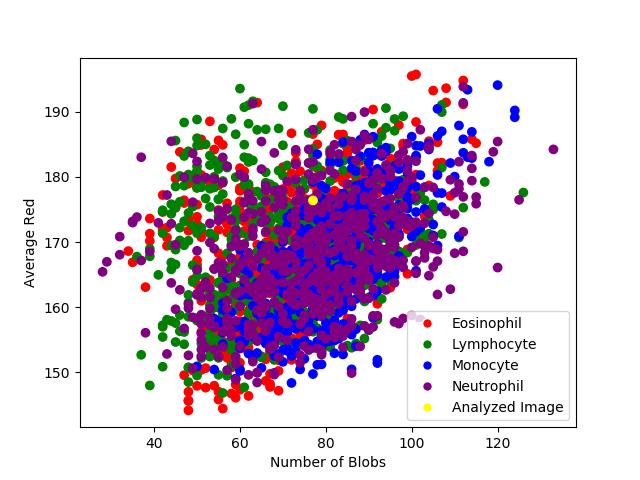 190
180
170
160
150
Average Red
40 60 80 100 120
Number of Blobs
Eosinophil
Lymphocyte
Monocyte
Neutrophil
Analyzed Image